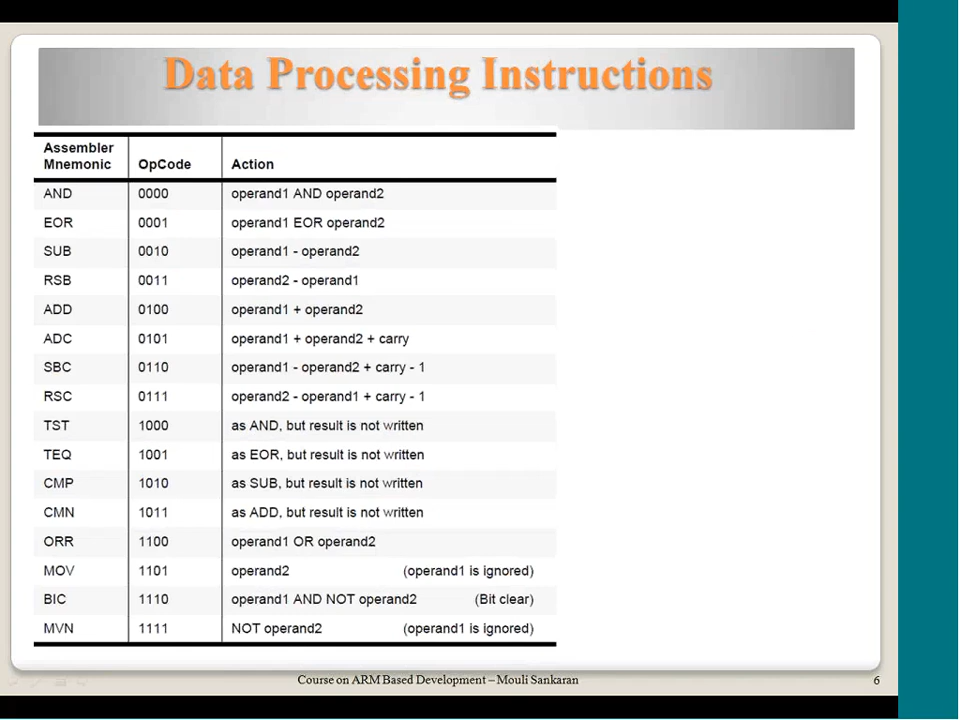 Data Processing Instructions
Assembler
Mnemonic OpCode Action
AND 0000 operand1 AND operand2
EOR 0001 operand1 EOR operand2
SUB 0010 operand1 - operand2
RSB 0011 operand2 - operand1
ADD 0100 operand1 + operand2
ADC 0101 operand1 + operand2 + carry
SBC 0110 operand1 - operand2 + carry - 1
RSC 0111 operand2 - operand1 + carry - 1
TST 1000 as AND, but result is not written
TEQ 1001 as EOR, but result is not written
CMP 1010 as SUB, but result is not written
CMN 1011 as ADD, but result is not written
ORR 1100 operand1 OR operand2
MOV 1101 operand2 (operand1 is ignored)
BIC 1110 operand1 AND NOT operand2 (Bit clear)
MVN 1111 NOT operand2 (operand1 is ignored)
Course on ARM Based Development – Mouli Sankaran 6